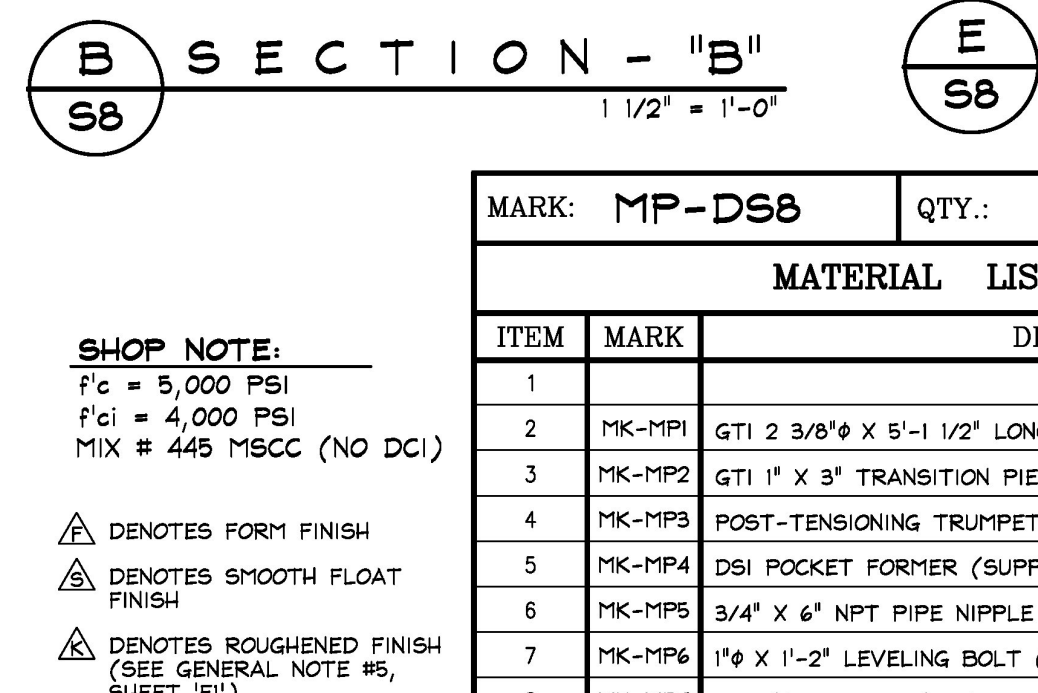 B
S8
SECTION - "B"
1 1/2" = 1'-0"
E
S8
MARK: MP-DS8 QTY.:
MATERIAL LIS
ITEM MARK
1
2 MK-MP1 GTI 2 3/8"φ X 5'-1 1/2" LON
3 MK-MP2 GTI 1" X 3" TRANSITION PIE
4 MK-MP3 POST-TENSIONING TRUMPET
5 MK-MP4 DSI POCKET FORMER (SUPP
6 MK-MP5 3/4" X 6" NPT PIPE NIPPLE
7 MK-MP6 1"φ X 1'-2" LEVELING BOLT (
SHOP NOTE:
f'c = 5,000 PSI
f'ci = 4,000 PSI
MIX # 445 MSCC (NO DCI)
F DENOTES FORM FINISH
S DENOTES SMOOTH FLOAT
FINISH
K DENOTES ROUGHENED FINISH
(SEE GENERAL NOTE #5,